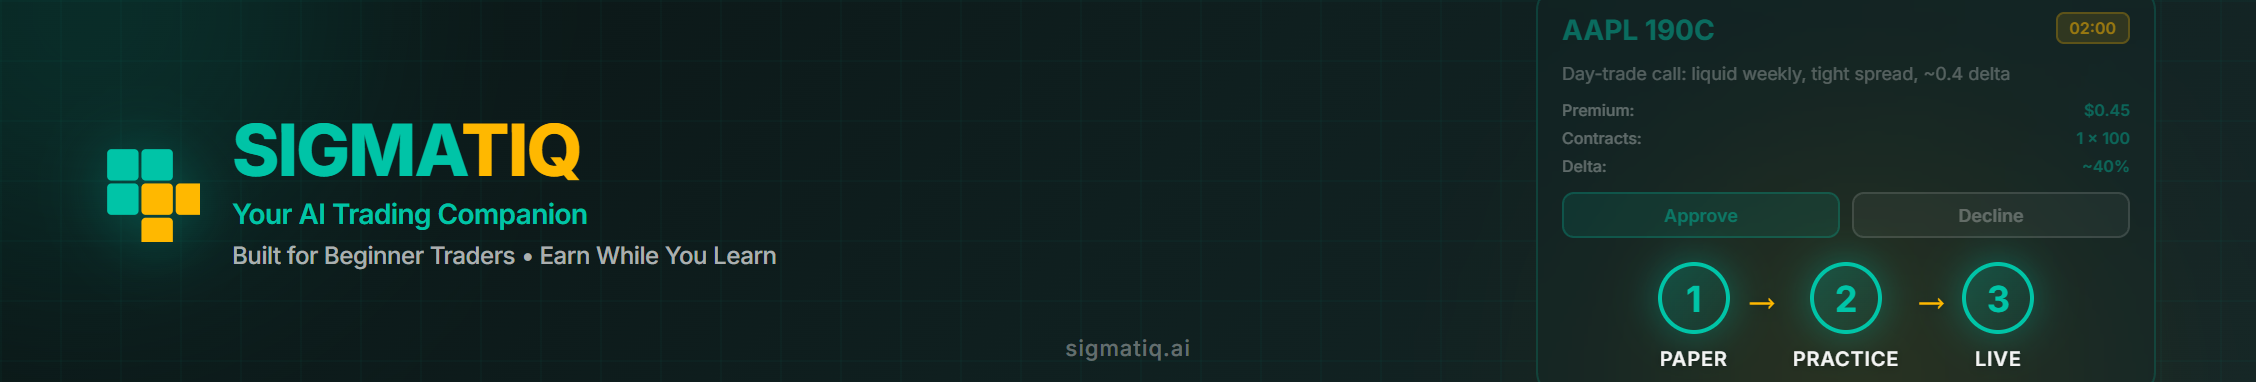 SIGMATIQ
Your AI Trading Companion
Built for Beginner Traders • Earn While You Learn
sigmatiq.ai
AAPL 190C
02:00
Day-trade call: liquid weekly, tight spread, ~0.4 delta
Premium: $0.45
Contracts: 1 × 100
Delta: ~40%
Approve Decline
1 → 2 → 3
PAPER PRACTICE LIVE